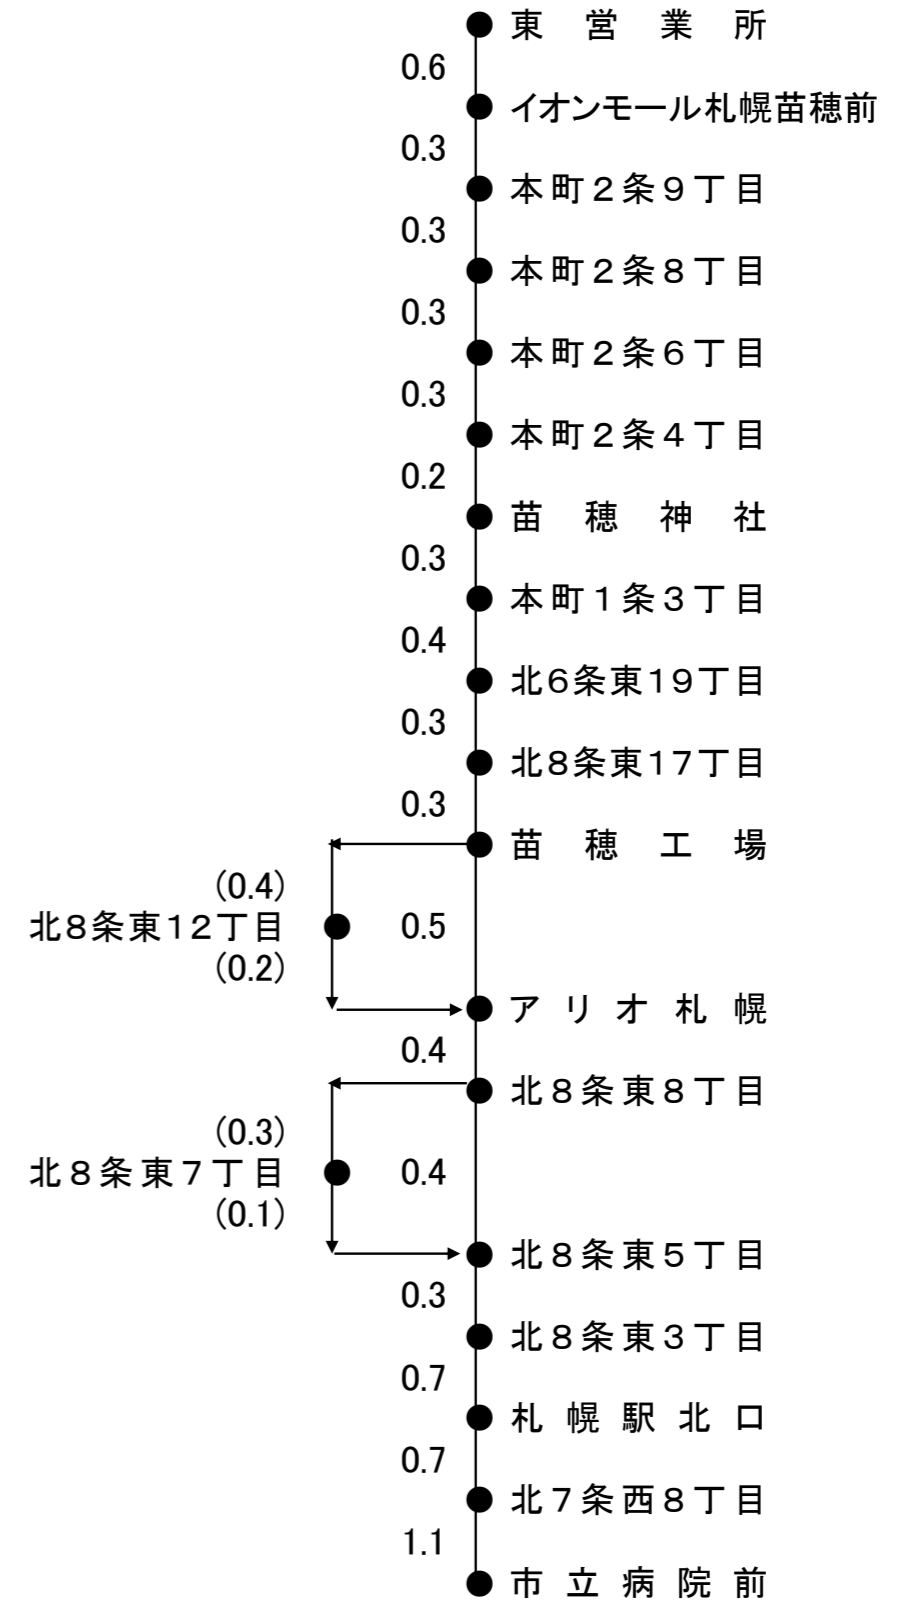 東営業所
0.6
イオンモール札幌苗穂前
0.3
本町2条9丁目
0.3
本町2条8丁目
0.3
本町2条6丁目
0.3
本町2条4丁目
0.2
苗穂神社
0.3
本町1条3丁目
0.4
北6条東19丁目
0.3
北8条東17丁目
0.3
苗穂工場
(0.4)
北8条東12丁目 0.5
(0.2)
アリオ札幌
0.4
北8条東8丁目
(0.3)
北8条東7丁目 0.4
(0.1)
北8条東5丁目
0.3
北8条東3丁目
0.7
札幌駅北口
0.7
北7条西8丁目
1.1
市立病院前